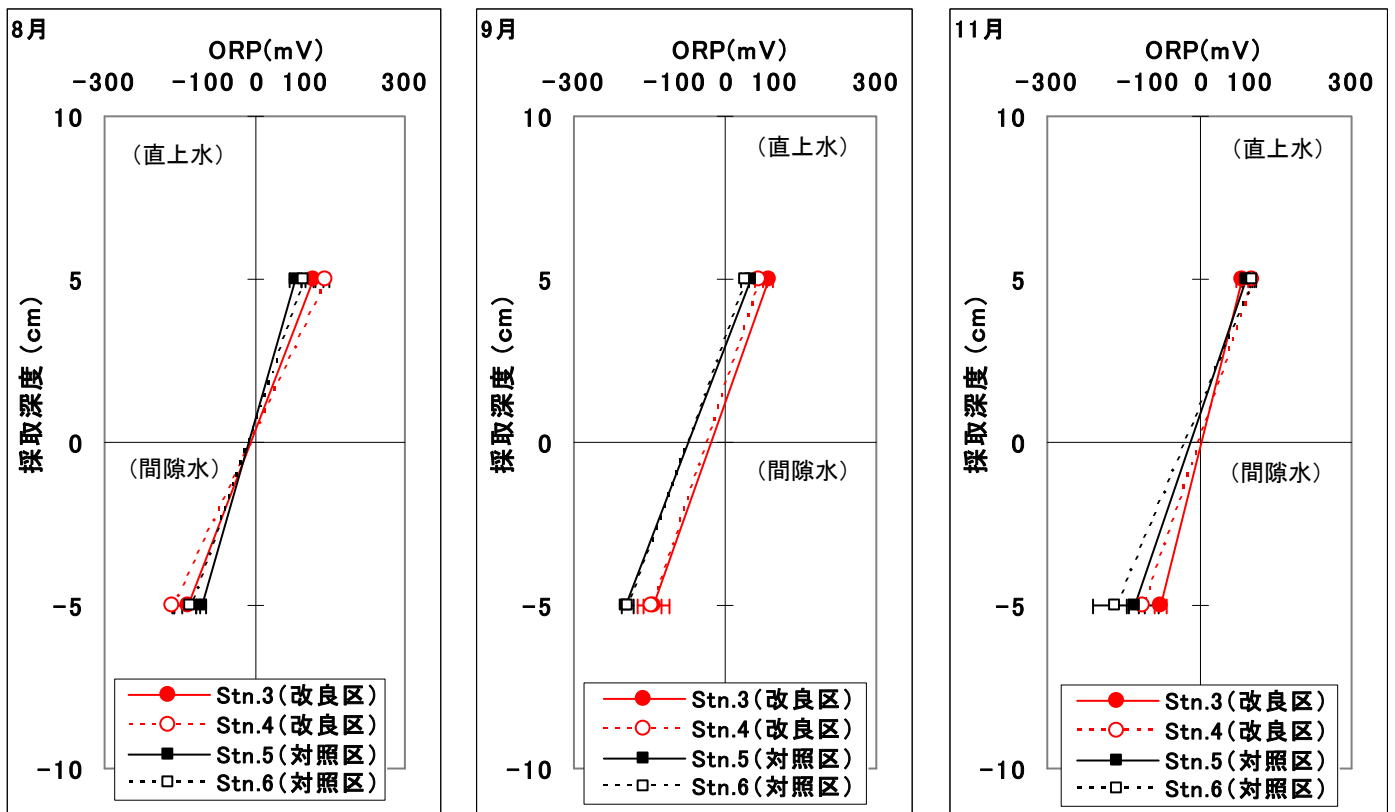 8月
ORP(mV)
-300 -100 0 100 300
10
(直上水)
5
採取深度 (cm)
0
(間隙水)
-5
-10
Stn.3(改良区)
Stn.4(改良区)
Stn.5(対照区)
Stn.6(対照区)
9月
ORP(mV)
-300 -100 0 100 300
10
(直上水)
5
採取深度 (cm)
0
(間隙水)
-5
-10
Stn.3(改良区)
Stn.4(改良区)
Stn.5(対照区)
Stn.6(対照区)
11月
ORP(mV)
-300 -100 0 100 300
10
(直上水)
5
採取深度 (cm)
0
(間隙水)
-5
-10
Stn.3(改良区)
Stn.4(改良区)
Stn.5(対照区)
Stn.6(対照区)